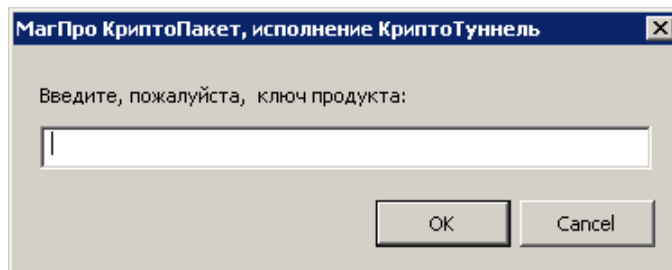 МагПро КриптоПакет, исполнение КриптоТуннель
Введите, пожалуйста, ключ продукта:
OK Cancel